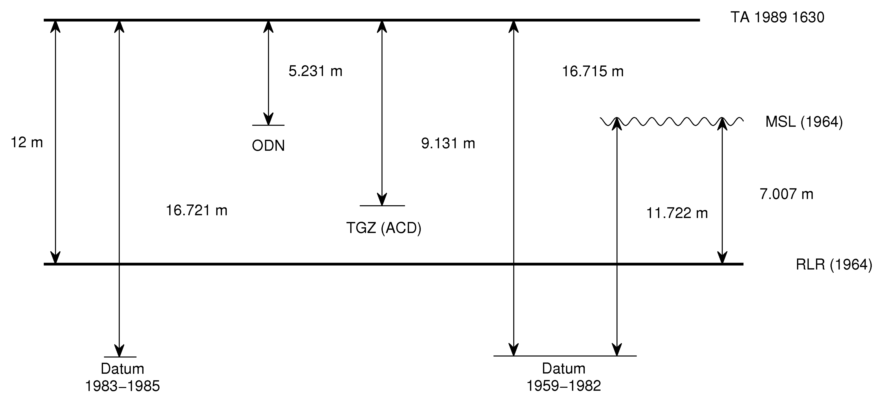 TA 1989 1630
5.231 m
16.715 m
MSL (1964)
12 m
ODN
9.131 m
7.007 m
16.721 m
11.722 m
TGZ (ACD)
RLR (1964)
Datum
1983−1985
Datum
1959−1982